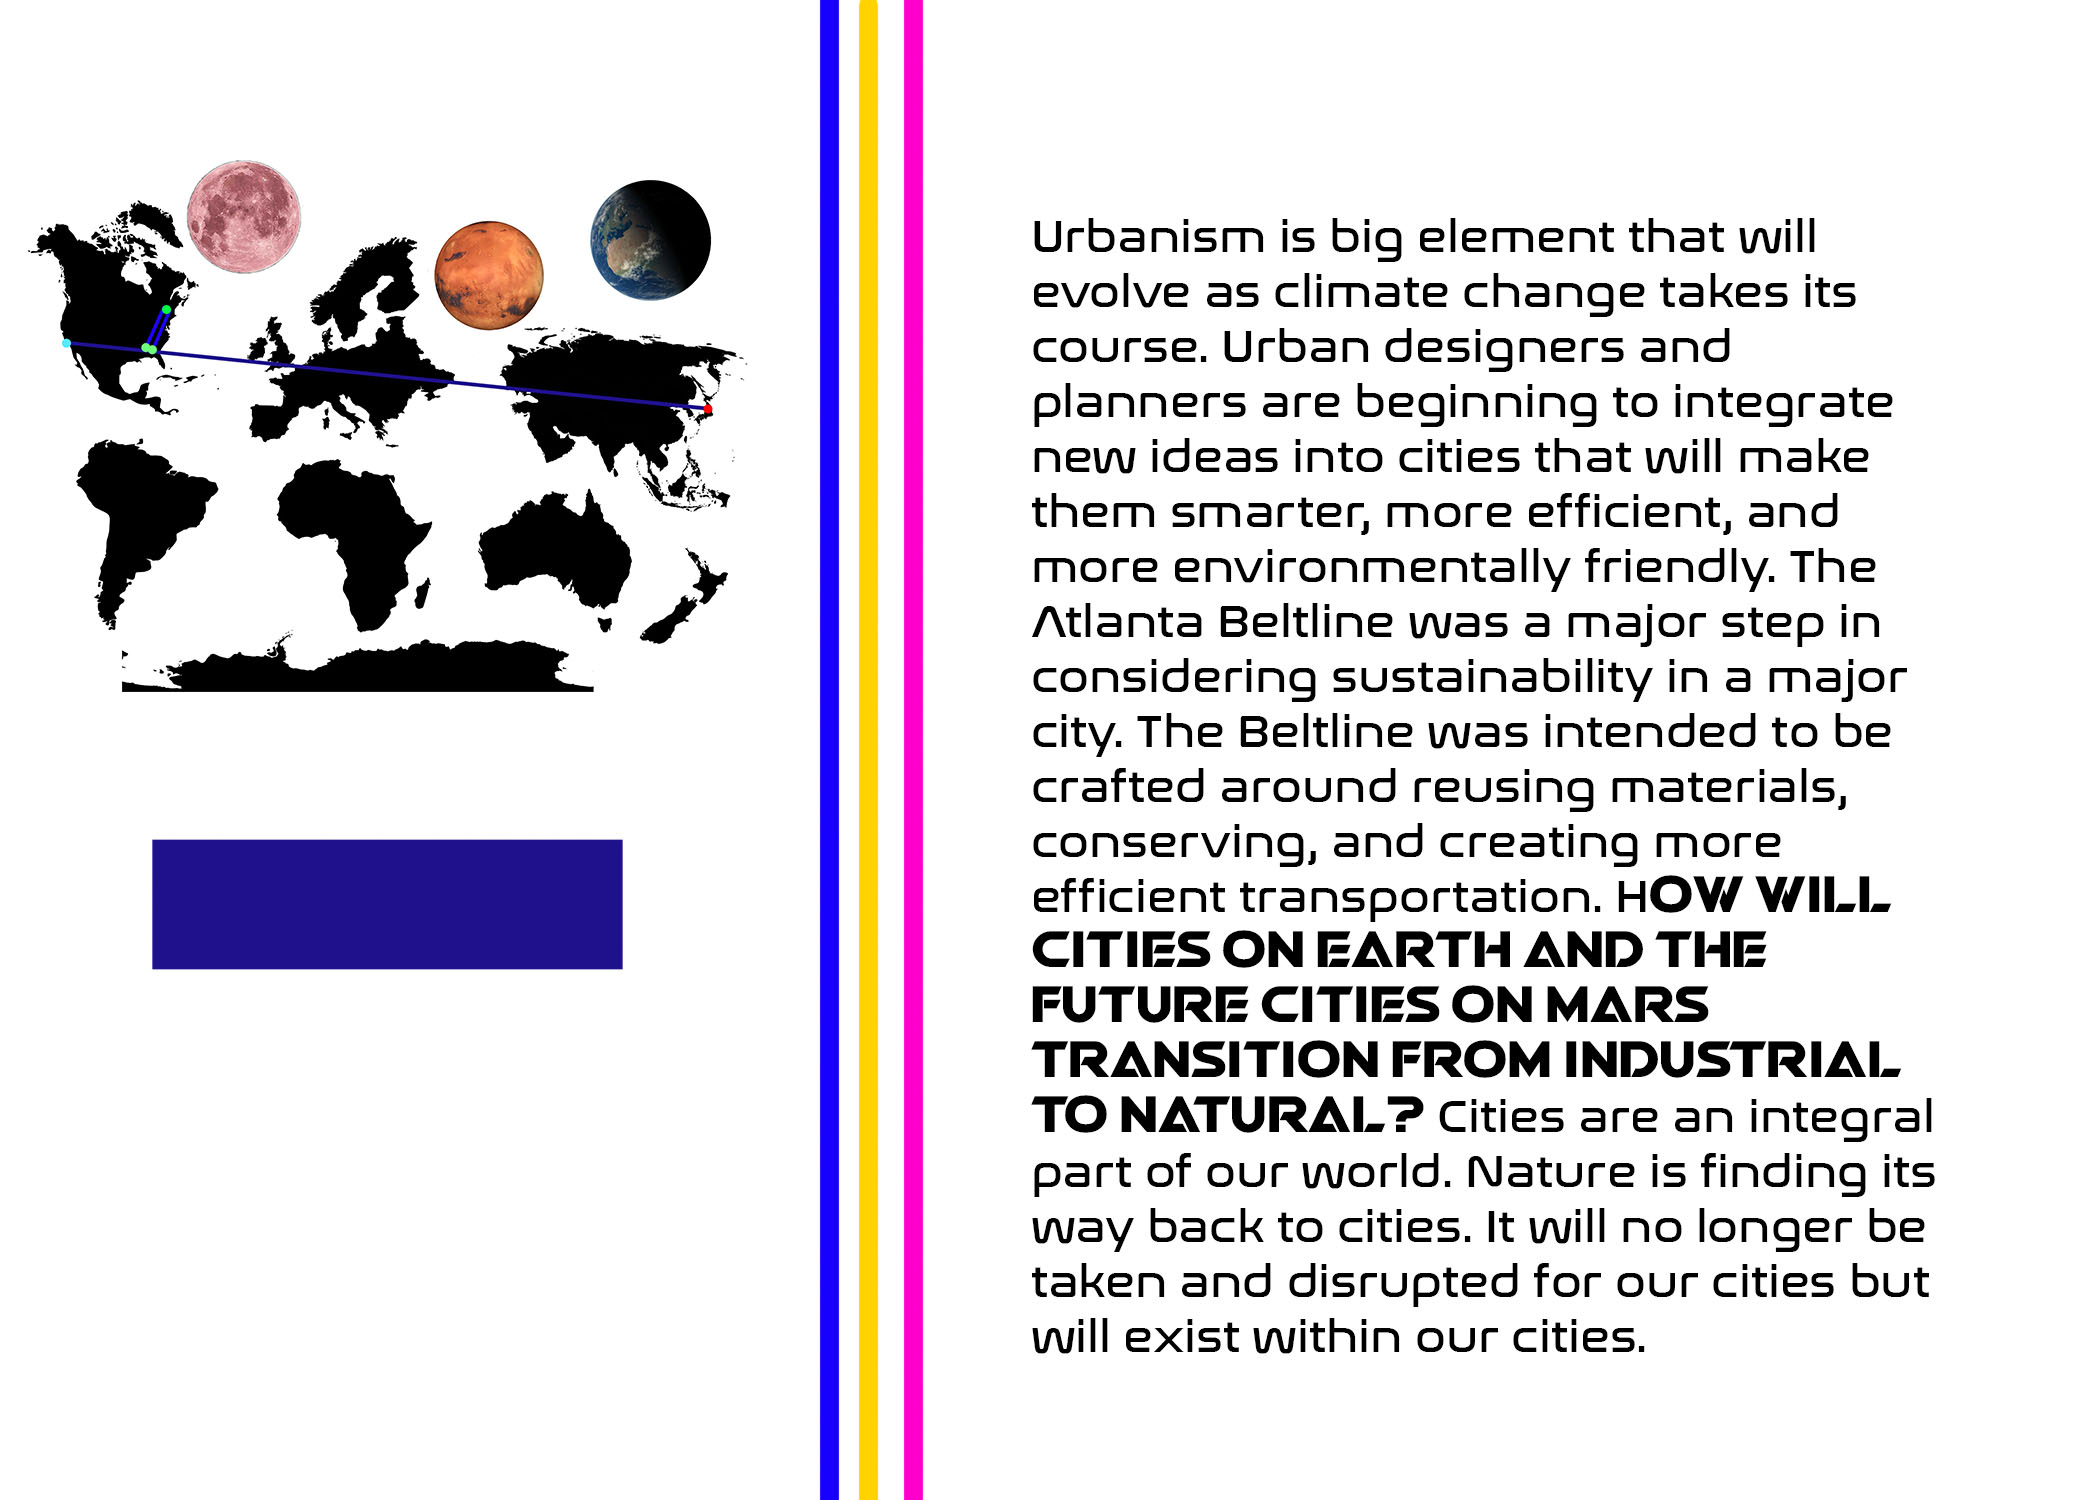 Urbanism is big element that will
evolve as climate change takes its
course. Urban designers and
planners are beginning to integrate
new ideas into cities that will make
them smarter, more efficient, and
more environmentally friendly. The
Atlanta Beltline was a major step in
considering sustainability in a major
city. The Beltline was intended to be
crafted around reusing materials,
conserving, and creating more
efficient transportation. HOW WILL
CITIES ON EARTH AND THE
FUTURE CITIES ON MARS
TRANSITION FROM INDUSTRIAL
TO NATURAL? Cities are an integral
part of our world. Nature is finding its
way back to cities. It will no longer be
taken and disrupted for our cities but
will exist within our cities.